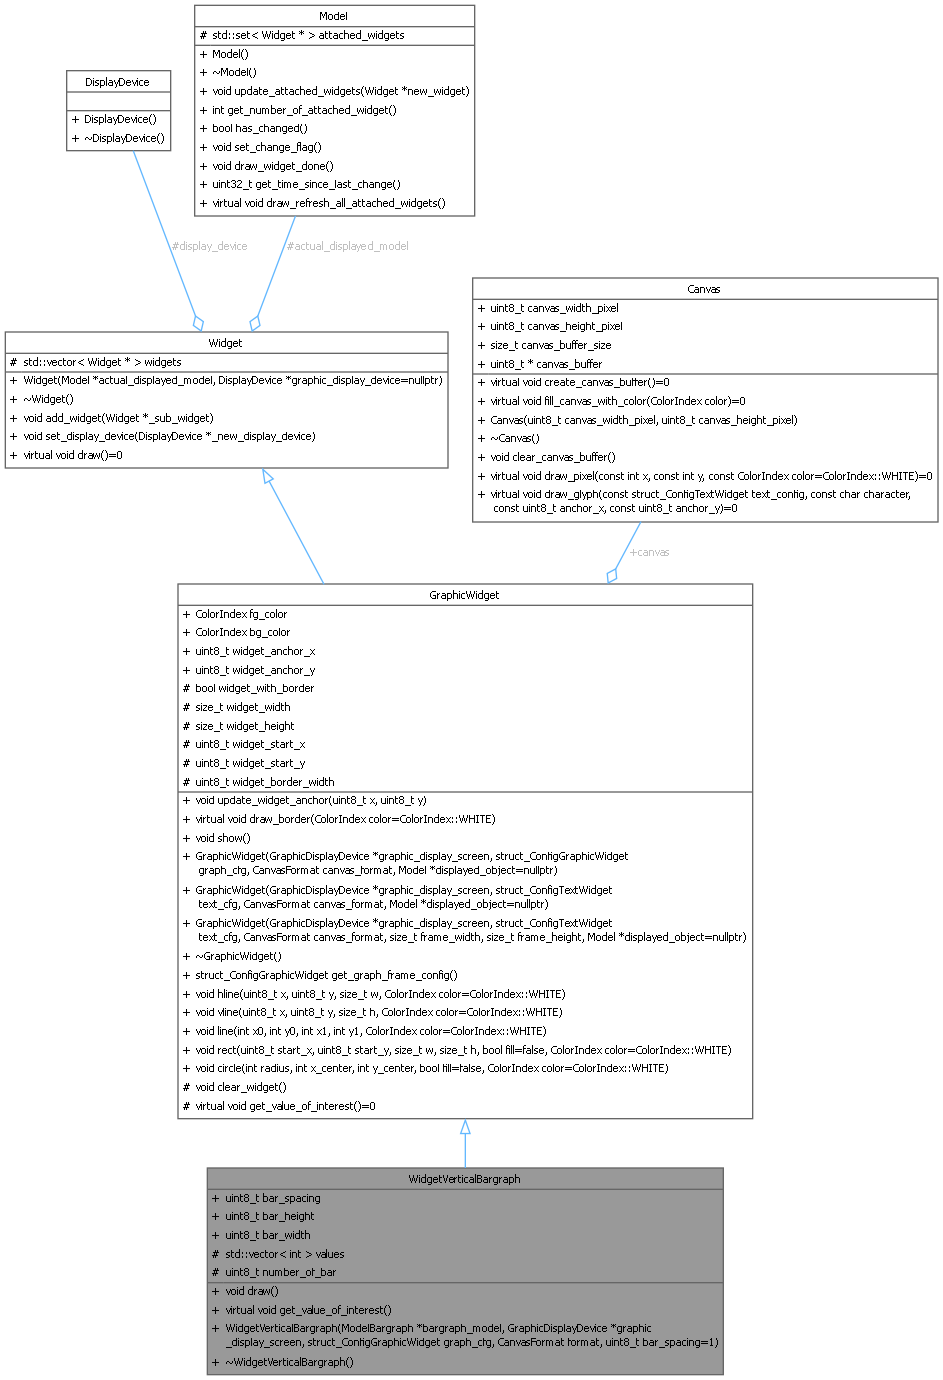 Model
# std::set< Widget * > attached_widgets
+ Model()
+ ~Model()
+ void update_attached_widgets(Widget *new_widget)
+ int get_number_of_attached_widget()
+ bool has_changed()
+ void set_change_flag()
+ void draw_widget_done()
+ uint32_t get_time_since_last_change()
+ virtual void draw_refresh_all_attached_widgets()
DisplayDevice
+ DisplayDevice()
+ ~DisplayDevice()
#display_device
#actual_displayed_model
Canvas
+ uint8_t canvas_width_pixel
+ uint8_t canvas_height_pixel
+ size_t canvas_buffer_size
+ uint8_t * canvas_buffer
+ virtual void create_canvas_buffer()=0
+ virtual void fill_canvas_with_color(ColorIndex color)=0
+ Canvas(uint8_t canvas_width_pixel, uint8_t canvas_height_pixel)
+ ~Canvas()
+ void clear_canvas_buffer()
+ virtual void draw_pixel(const int x, const int y, const ColorIndex color=ColorIndex::WHITE)=0
+ virtual void draw_glyph(const struct_ConfigTextWidget text_config, const char character,
const uint8_t anchor_x, const uint8_t anchor_y)=0
Widget
# std::vector< Widget * > widgets
+ Widget(Model *actual_displayed_model, DisplayDevice *graphic_display_device=nullptr)
+ ~Widget()
+ void add_widget(Widget *_sub_widget)
+ void set_display_device(DisplayDevice *_new_display_device)
+ virtual void draw()=0
+canvas
GraphicWidget
+ ColorIndex fg_color
+ ColorIndex bg_color
+ uint8_t widget_anchor_x
+ uint8_t widget_anchor_y
# bool widget_with_border
# size_t widget_width
# size_t widget_height
# uint8_t widget_start_x
# uint8_t widget_start_y
# uint8_t widget_border_width
+ void update_widget_anchor(uint8_t x, uint8_t y)
+ virtual void draw_border(ColorIndex color=ColorIndex::WHITE)
+ void show()
+ GraphicWidget(GraphicDisplayDevice *graphic_display_screen, struct_ConfigGraphicWidget
graph_cfg, CanvasFormat canvas_format, Model *displayed_object=nullptr)
+ GraphicWidget(GraphicDisplayDevice *graphic_display_screen, struct_ConfigTextWidget
text_cfg, CanvasFormat canvas_format, Model *displayed_object=nullptr)
+ GraphicWidget(GraphicDisplayDevice *graphic_display_screen, struct_ConfigTextWidget
text_cfg, CanvasFormat canvas_format, size_t frame_width, size_t frame_height, Model *displayed_object=nullptr)
+ ~GraphicWidget()
+ struct_ConfigGraphicWidget get_graph_frame_config()
+ void hline(uint8_t x, uint8_t y, size_t w, ColorIndex color=ColorIndex::WHITE)
+ void vline(uint8_t x, uint8_t y, size_t h, ColorIndex color=ColorIndex::WHITE)
+ void line(int x0, int y0, int x1, int y1, ColorIndex color=ColorIndex::WHITE)
+ void rect(uint8_t start_x, uint8_t start_y, size_t w, size_t h, bool fill=false, ColorIndex color=ColorIndex::WHITE)
+ void circle(int radius, int x_center, int y_center, bool fill=false, ColorIndex color=ColorIndex::WHITE)
# void clear_widget()
# virtual void get_value_of_interest()=0
WidgetVerticalBargraph
+ uint8_t bar_spacing
+ uint8_t bar_height
+ uint8_t bar_width
# std::vector< int > values
# uint8_t number_of_bar
+ void draw()
+ virtual void get_value_of_interest()
+ WidgetVerticalBargraph(ModelBargraph *bargraph_model, GraphicDisplayDevice *graphic
_display_screen, struct_ConfigGraphicWidget graph_cfg, CanvasFormat format, uint8_t bar_spacing=1)
+ ~WidgetVerticalBargraph()